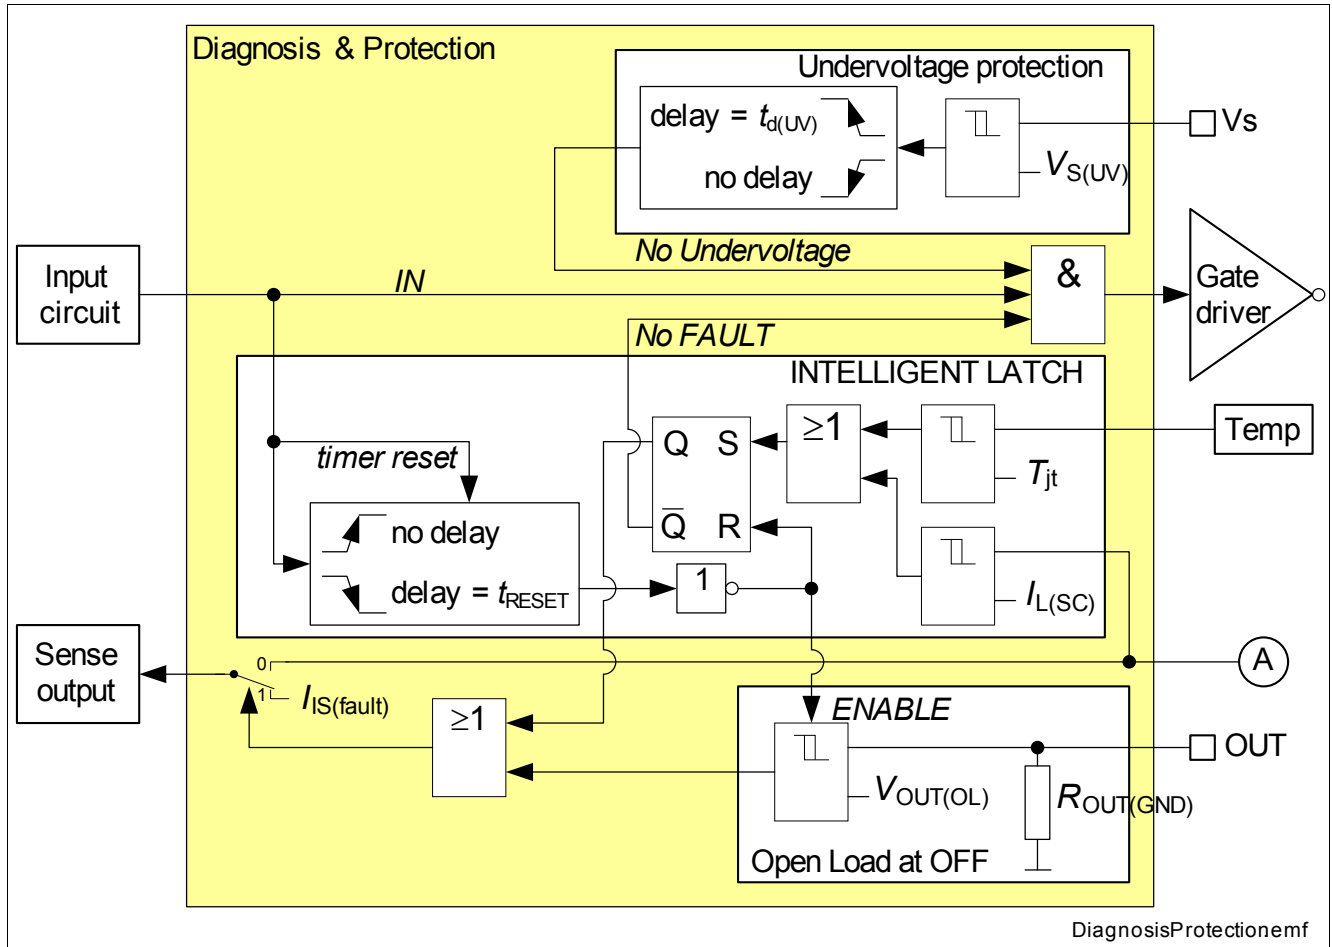 Diagnosis & Protection
Undervoltage protection
delay = td(UV)
no delay
Vs
VS(UV)
No Undervoltage
Input
circuit
IN
&
Gate
driver
No FAULT
INTELLIGENT LATCH
≥1
Temp
Q S
timer reset
Tjt
Q̅ R
no delay
delay = tRESET
1
IL(SC)
Sense
output
0
1
IIS(fault)
A
≥1
ENABLE
OUT
VOUT(OL)
ROUT(GND)
Open Load at OFF
DiagnosisProtectionemf